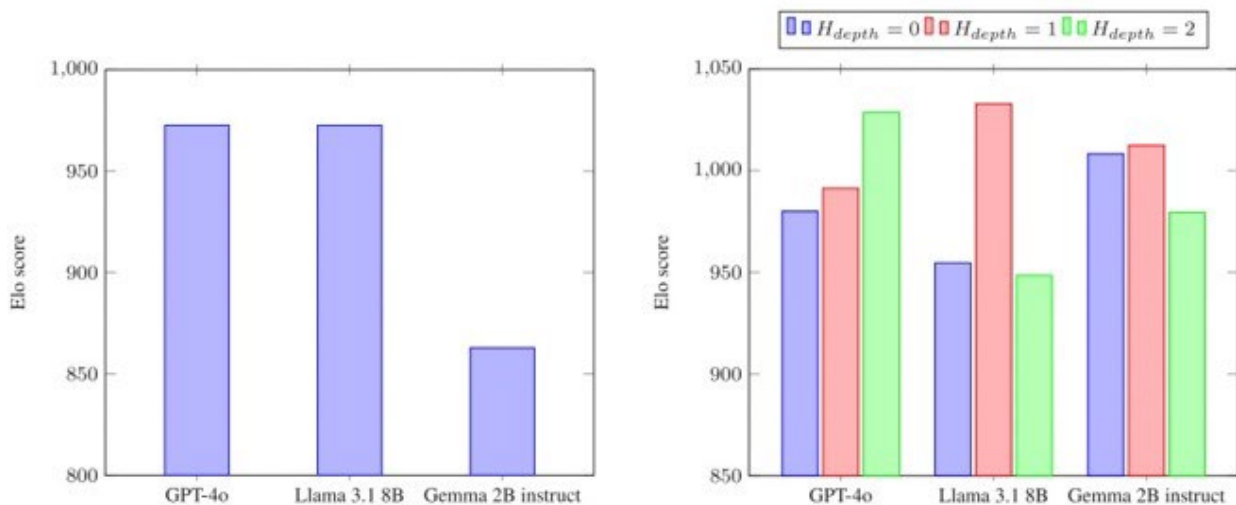 1,000
950
900
850
800
Elo score
GPT-4o Llama 3.1 8B Gemma 2B instruct
H_depth = 0 H_depth = 1 H_depth = 2
1,050
1,000
950
900
850
Elo score
GPT-4o Llama 3.1 8B Gemma 2B instruct